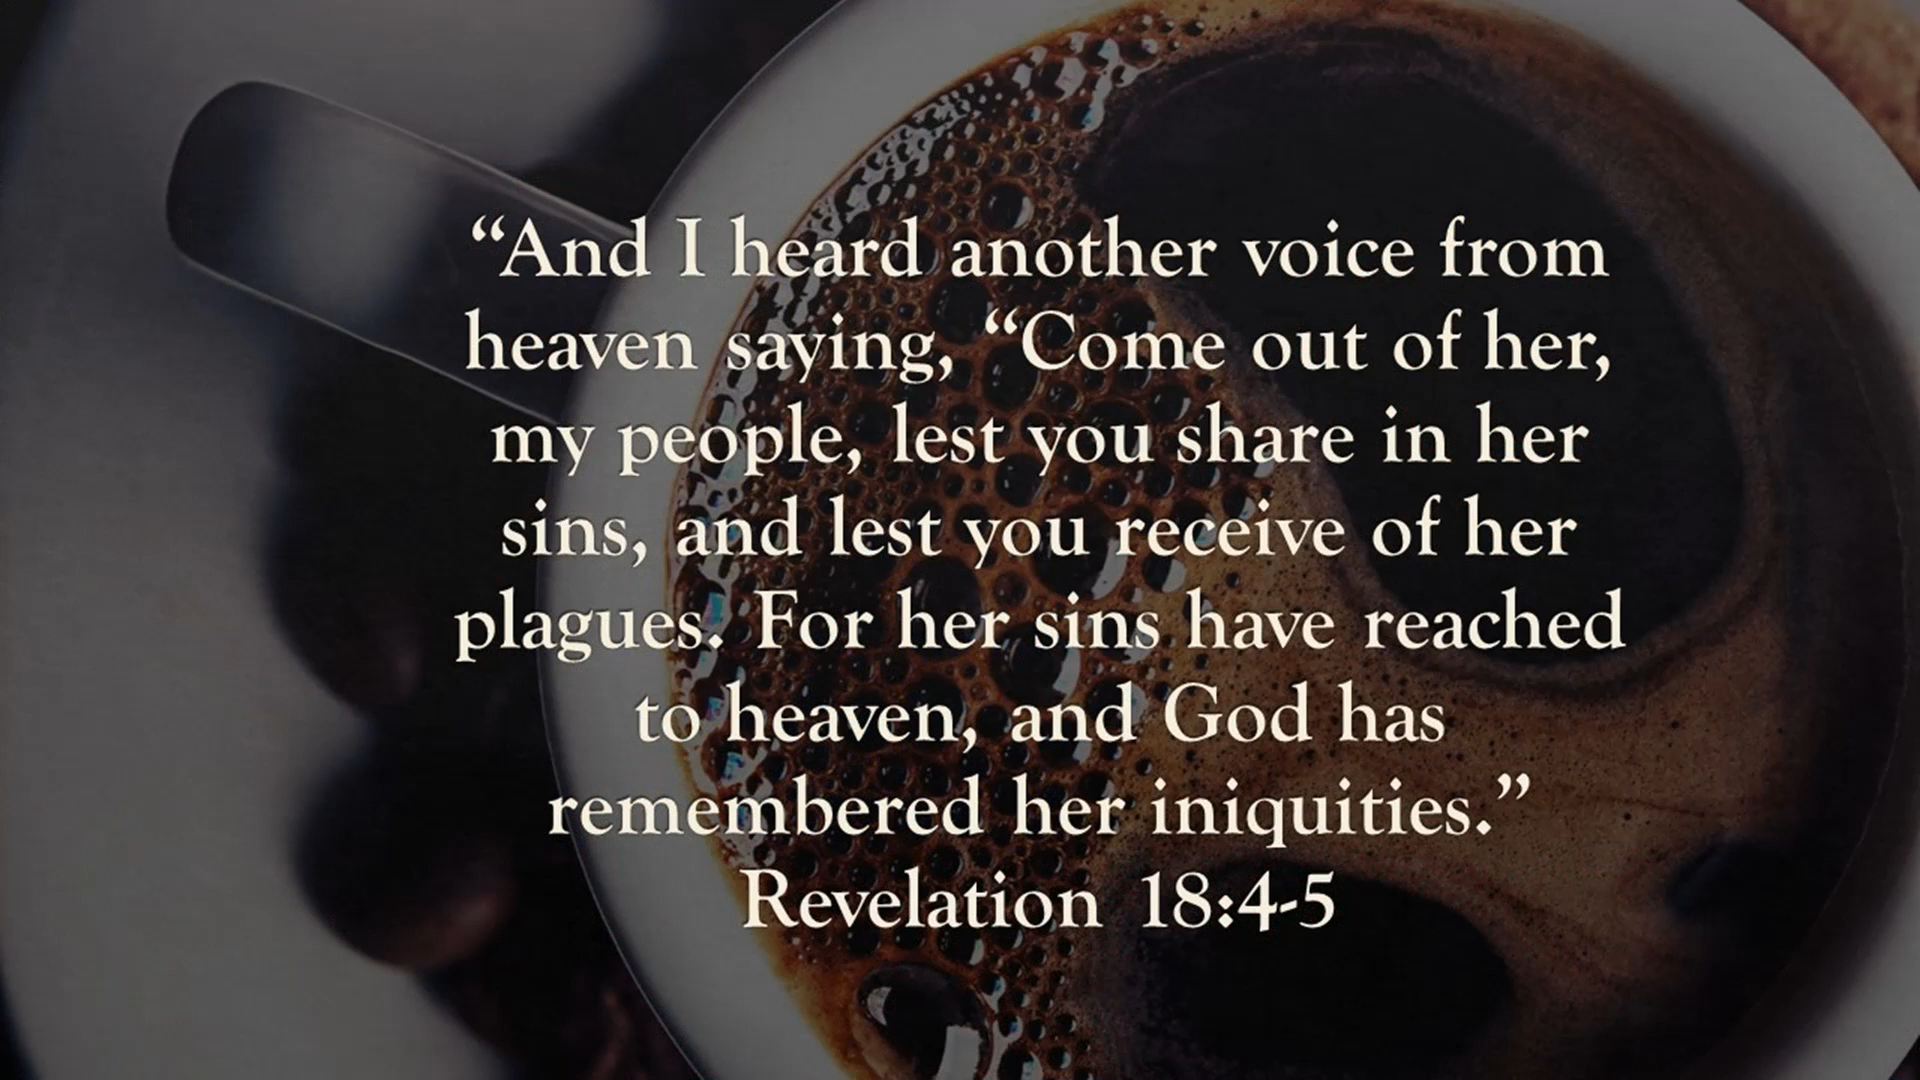 “And I heard another voice from
heaven saying, “Come out of her,
my people, lest you share in her
sins, and lest you receive of her
plagues. For her sins have reached
to heaven, and God has
remembered her iniquities.”
Revelation 18:4-5